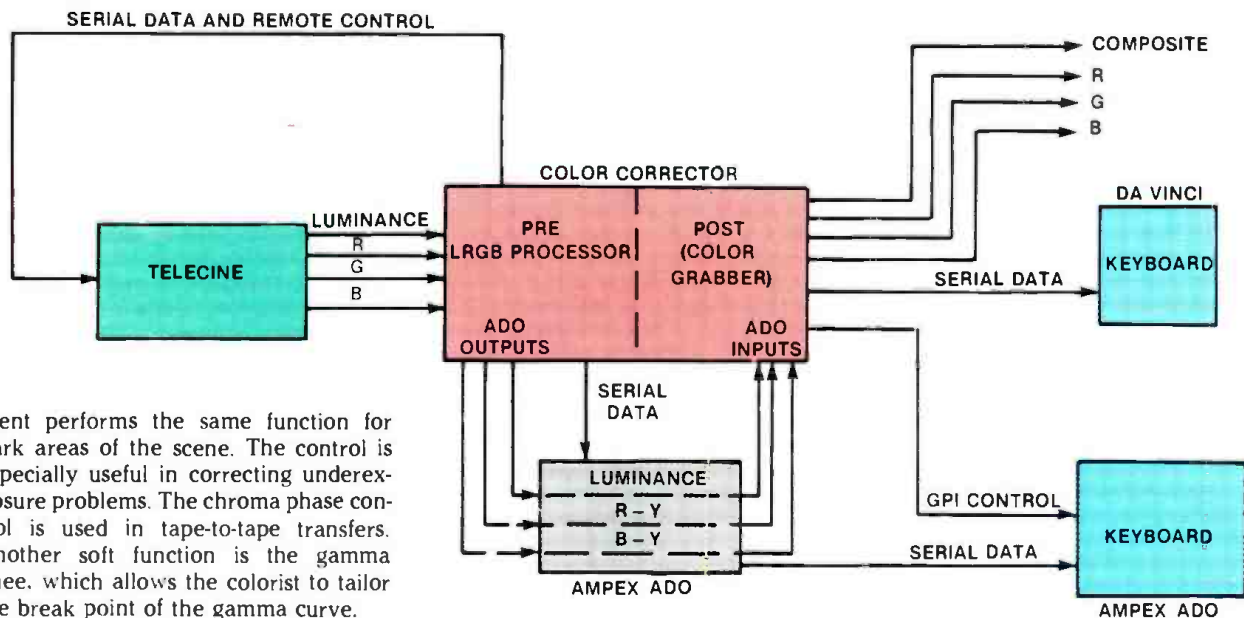 SERIAL DATA AND REMOTE CONTROL
COMPOSITE
R
G
B
COLOR CORRECTOR
DA VINCI
LUMINANCE
R
G
B
TELECINE
PRE
LRGB PROCESSOR
POST
(COLOR
GRABBER)
KEYBOARD
SERIAL DATA
ADO
OUTPUTS
ADO
INPUTS
SERIAL
DATA
LUMINANCE
R – Y
B – Y
AMPEX ADO
GPI CONTROL
SERIAL DATA
KEYBOARD
AMPEX ADO
ent performs the same function for
ark areas of the scene. The control is
pecially useful in correcting underex-
osure problems. The chroma phase con-
ol is used in tape-to-tape transfers.
nother soft function is the gamma
nee, which allows the colorist to tailor
e break point of the gamma curve.